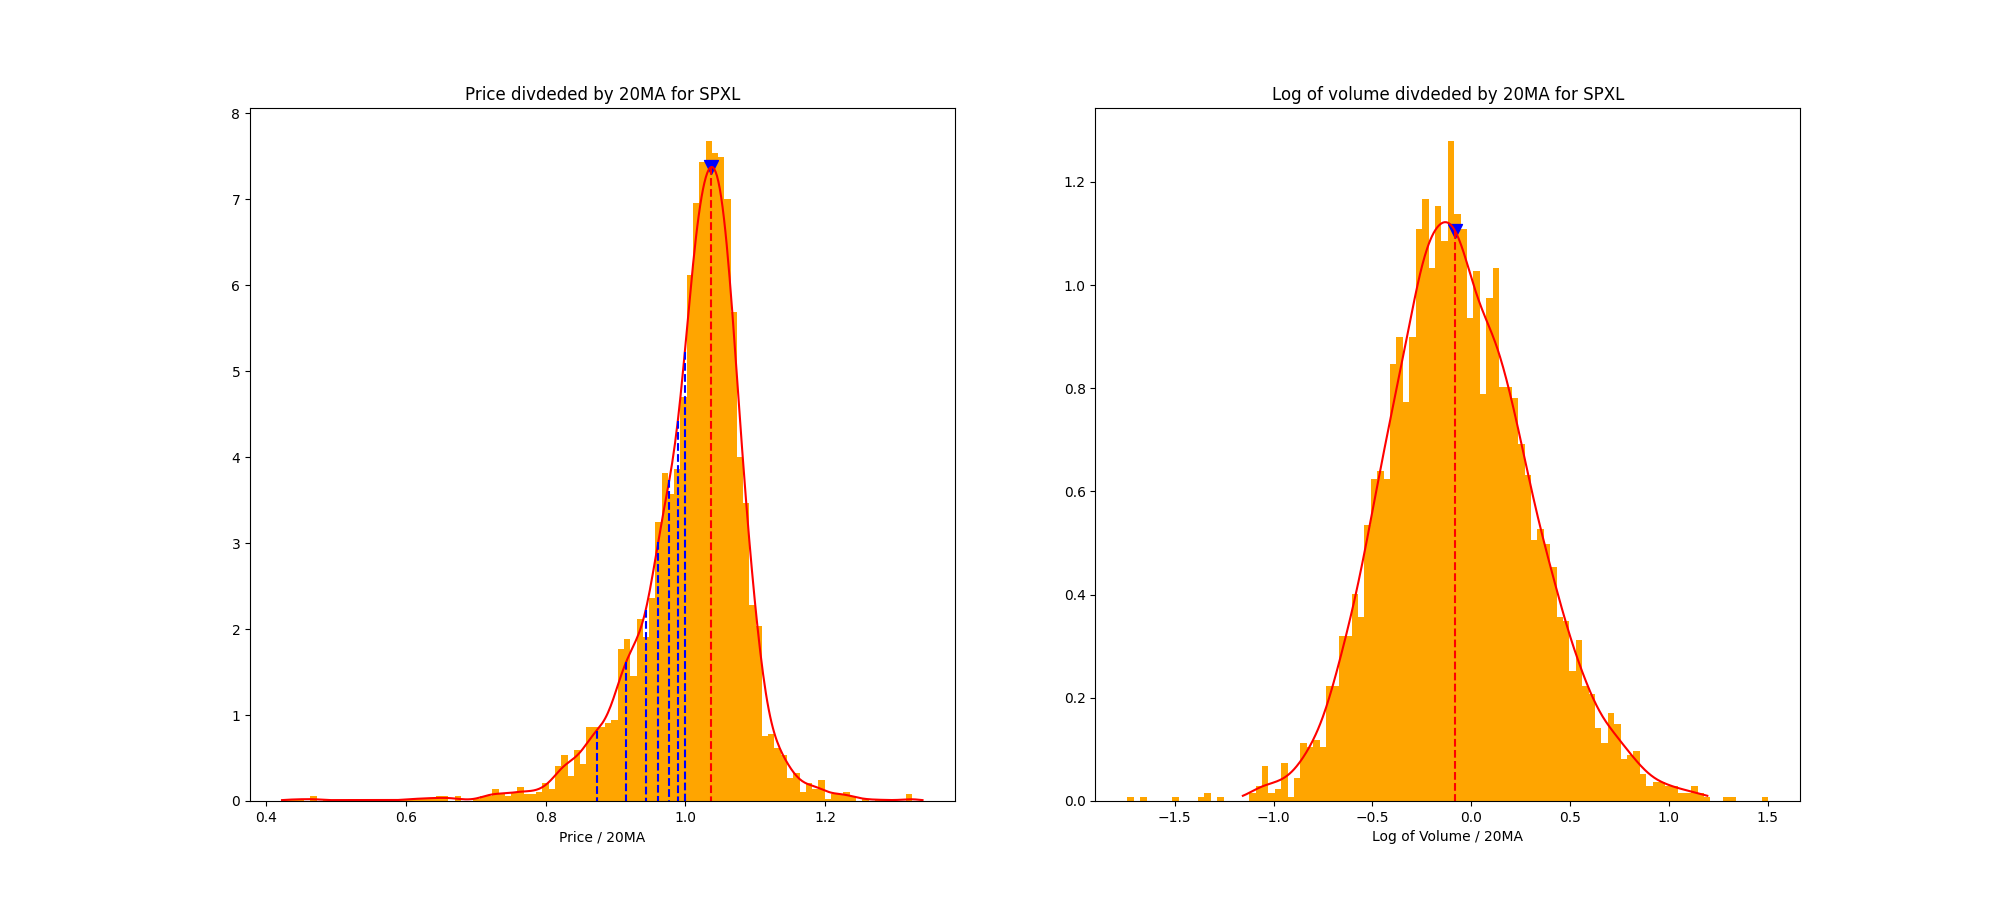 Price divdeded by 20MA for SPXL
8
7
6
5
4
3
2
1
0
0.4 0.6 0.8 1.0 1.2
Price / 20MA
Log of volume divdeded by 20MA for SPXL
1.2
1.0
0.8
0.6
0.4
0.2
0.0
−1.5 −1.0 −0.5 0.0 0.5 1.0 1.5
Log of Volume / 20MA